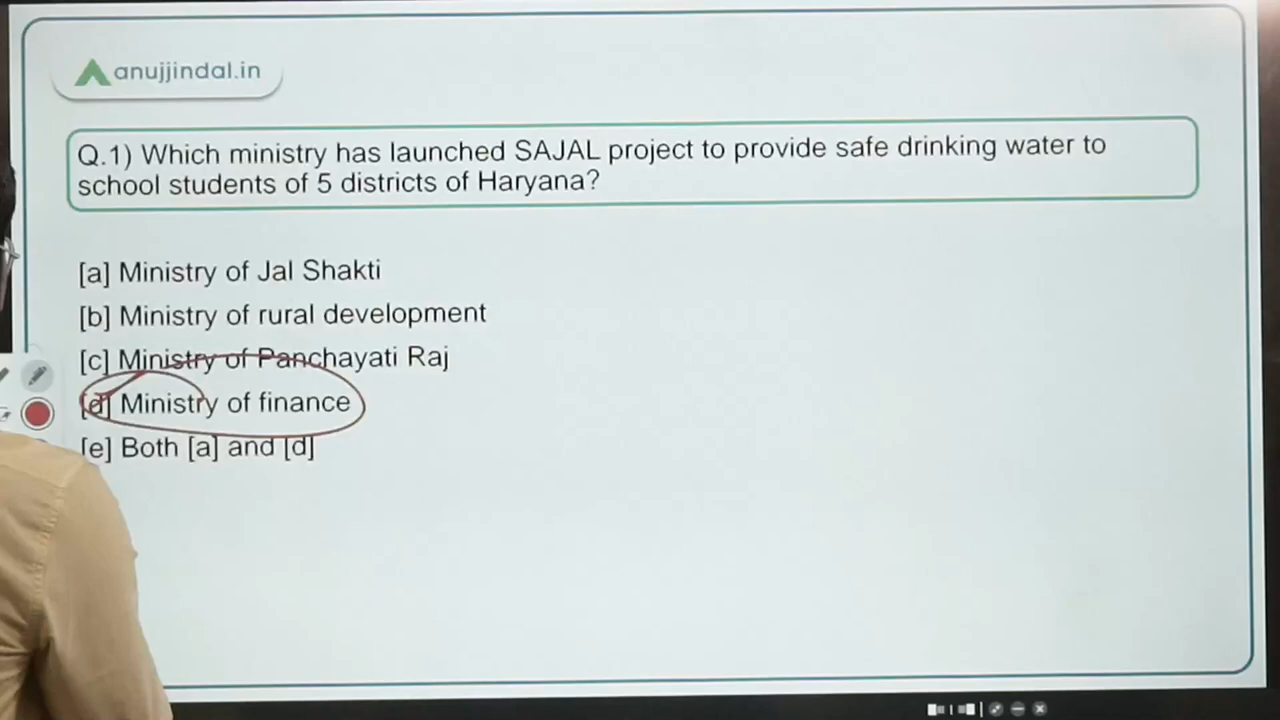 anujjindal.in
Q.1) Which ministry has launched SAJAL project to provide safe drinking water to
school students of 5 districts of Haryana?
[a] Ministry of Jal Shakti
[b] Ministry of rural development
[c] Ministry of Panchayati Raj
[d] Ministry of finance
[e] Both [a] and [d]